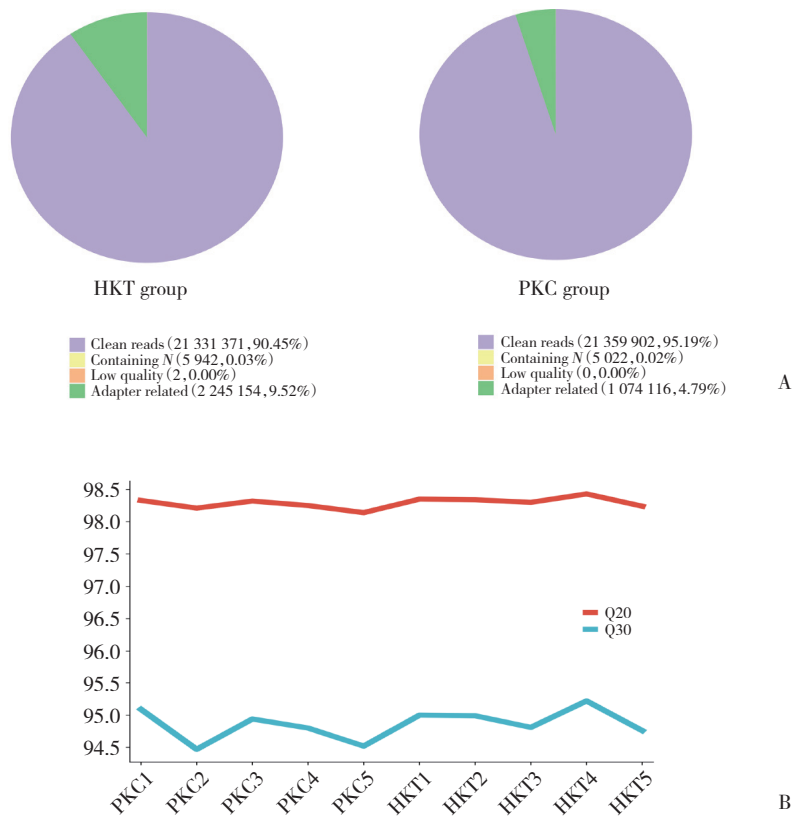 HKT group
Clean reads (21 331 371, 90.45%)
Containing N (5 942, 0.03%)
Low quality (2, 0.00%)
Adapter related (2 245 154, 9.52%)
PKC group
Clean reads (21 359 902, 95.19%)
Containing N (5 022, 0.02%)
Low quality (0, 0.00%)
Adapter related (1 074 116, 4.79%)
A
98.5
98.0
97.5
97.0
96.5
96.0
95.5
95.0
94.5
Q20
Q30
PKC1
PKC2
PKC3
PKC4
PKC5
HKT1
HKT2
HKT3
HKT4
HKT5
B